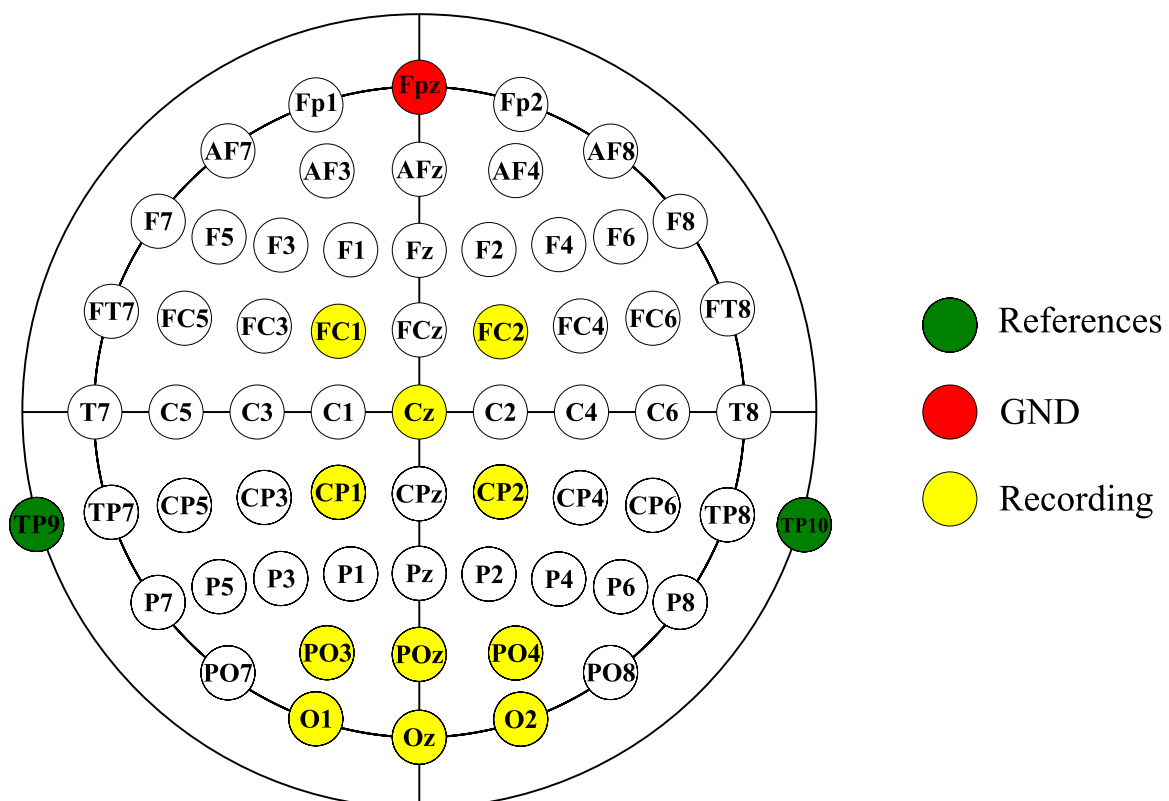 Fp1 Fpz Fp2
AF7 AF3 AFz AF4 AF8
F7 F5 F3 F1 Fz F2 F4 F6 F8
FT7 FC5 FC3 FC1 FCz FC2 FC4 FC6 FT8
T7 C5 C3 C1 Cz C2 C4 C6 T8
TP9 TP7 CP5 CP3 CP1 CPz CP2 CP4 CP6 TP8 TP10
P7 P5 P3 P1 Pz P2 P4 P6 P8
PO7 PO3 POz PO4 PO8
O1 Oz O2
References
GND
Recording